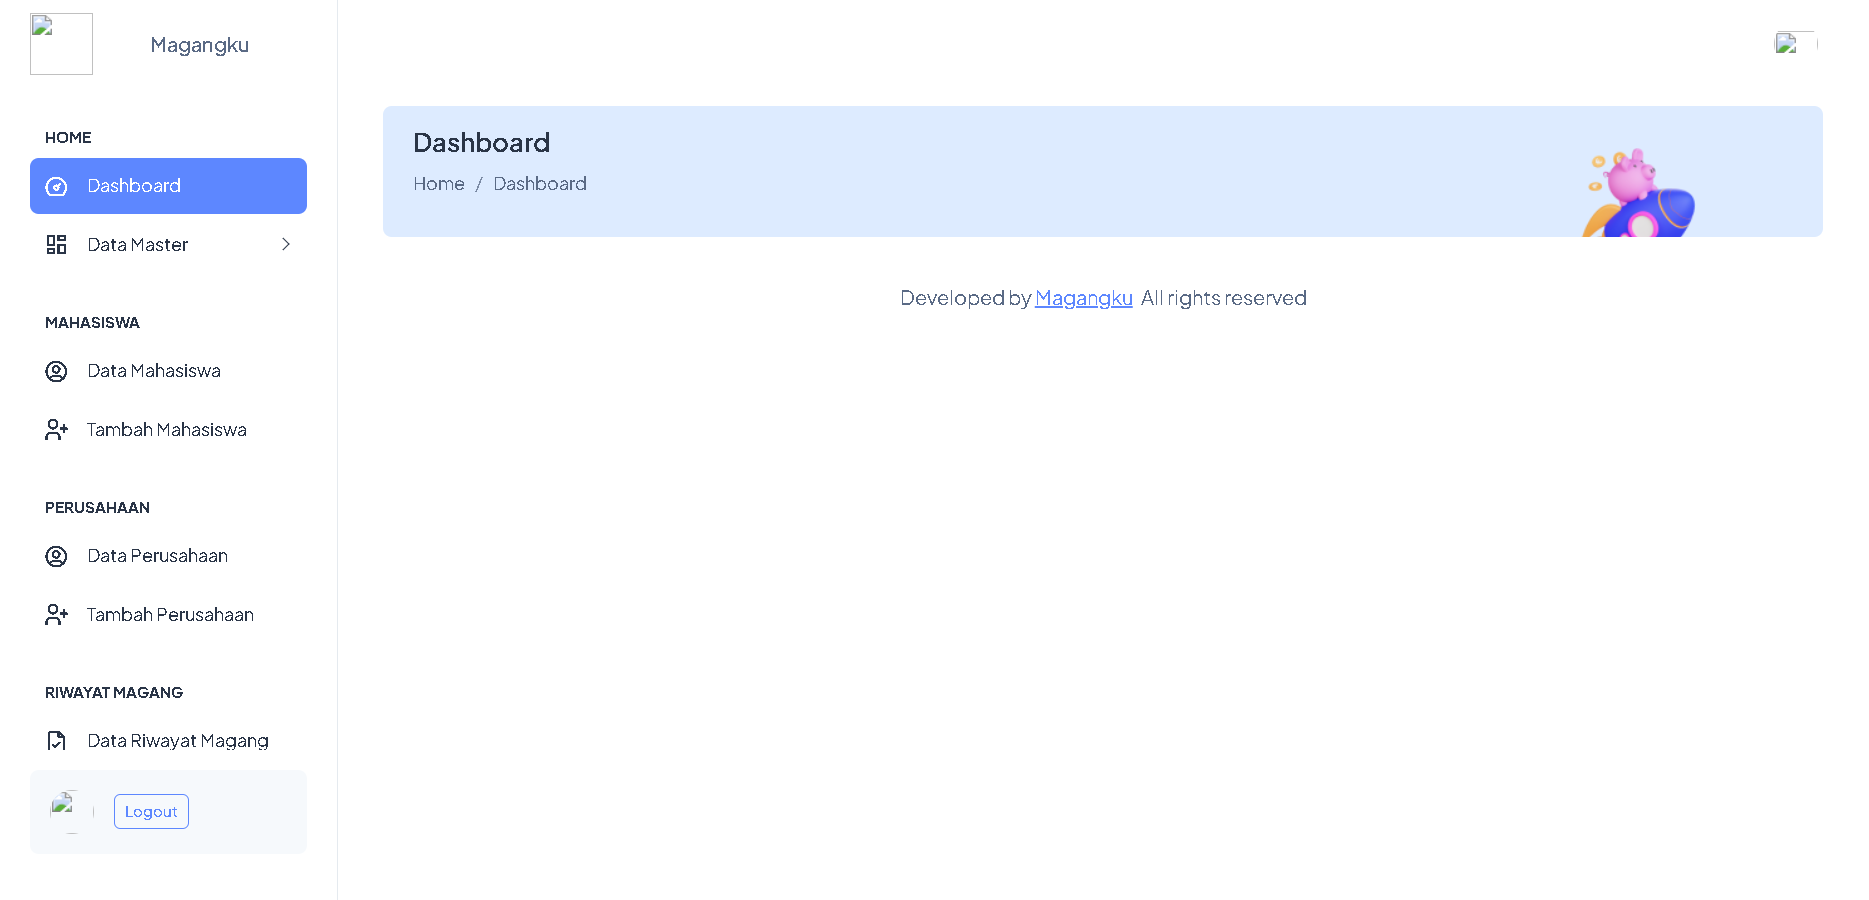 Magangku
HOME
Dashboard
Data Master
MAHASISWA
Data Mahasiswa
Tambah Mahasiswa
PERUSAHAAN
Data Perusahaan
Tambah Perusahaan
RIWAYAT MAGANG
Data Riwayat Magang
Logout
Dashboard
Home / Dashboard
Developed by Magangku All rights reserved